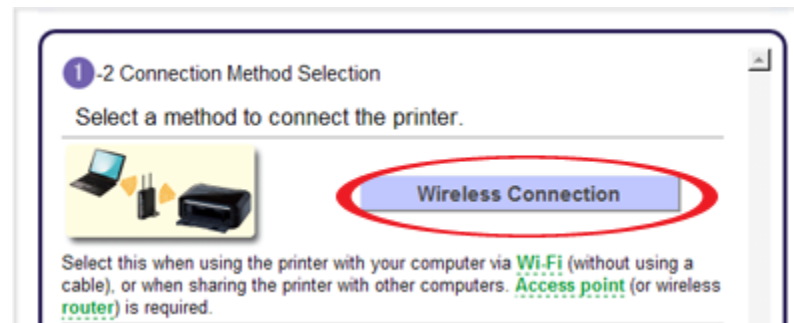 1-2 Connection Method Selection
Select a method to connect the printer.
Wireless Connection
Select this when using the printer with your computer via Wi-Fi (without using a
cable), or when sharing the printer with other computers. Access point (or wireless
router) is required.